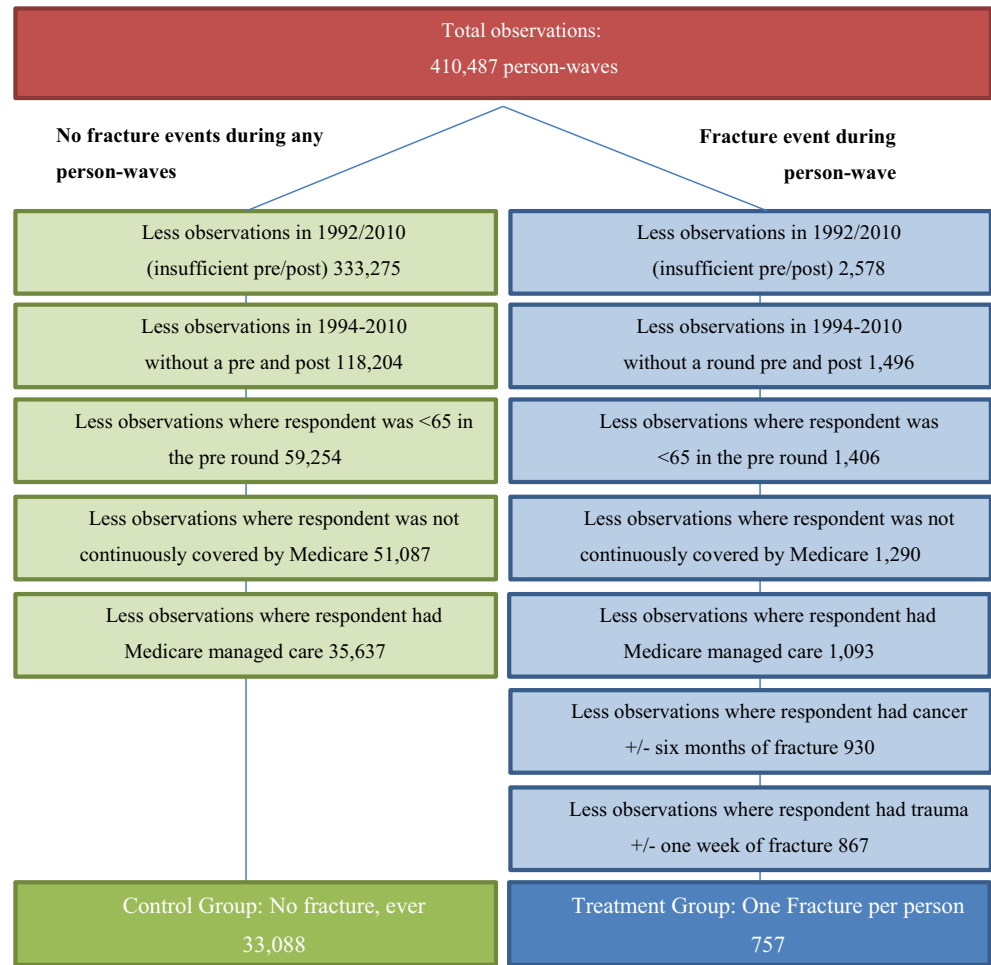 Total observations:
410,487 person-waves
No fracture events during any
person-waves
Fracture event during
person-wave
Less observations in 1992/2010
(insufficient pre/post) 333,275
Less observations in 1992/2010
(insufficient pre/post) 2,578
Less observations in 1994-2010
without a pre and post 118,204
Less observations in 1994-2010
without a round pre and post 1,496
Less observations where respondent was <65 in
the pre round 59,254
Less observations where respondent was
<65 in the pre round 1,406
Less observations where respondent was not
continuously covered by Medicare 51,087
Less observations where respondent was not
continuously covered by Medicare 1,290
Less observations where respondent had
Medicare managed care 35,637
Less observations where respondent had
Medicare managed care 1,093
Less observations where respondent had cancer
+/- six months of fracture 930
Less observations where respondent had trauma
+/- one week of fracture 867
Control Group: No fracture, ever
33,088
Treatment Group: One Fracture per person
757